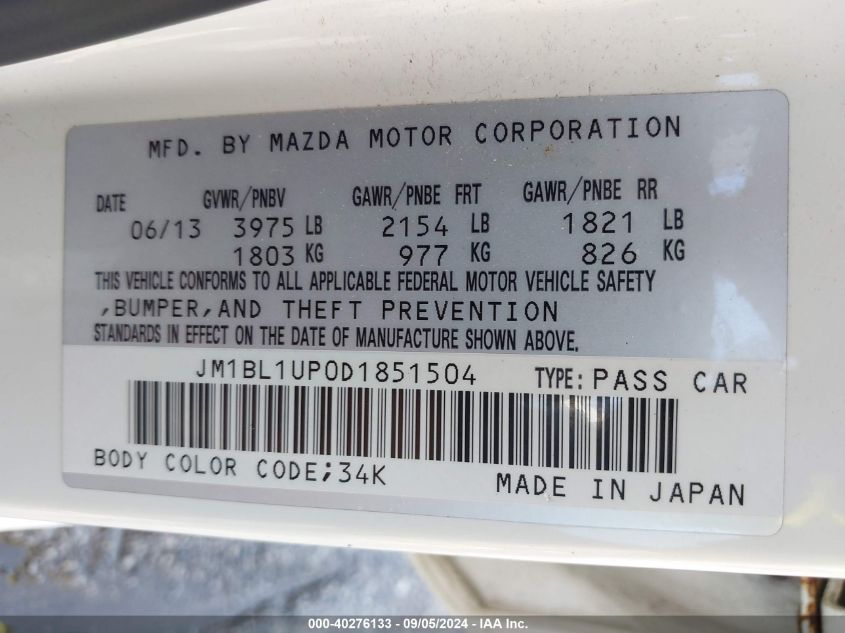 MFD. BY MAZDA MOTOR CORPORATION
DATE GVWR/PNBV GAWR/PNBE FRT GAWR/PNBE RR
06/13 3975 LB 2154 LB 1821 LB
1803 KG 977 KG 826 KG
THIS VEHICLE CONFORMS TO ALL APPLICABLE FEDERAL MOTOR VEHICLE SAFETY
,BUMPER,AND THEFT PREVENTION
STANDARDS IN EFFECT ON THE DATE OF MANUFACTURE SHOWN ABOVE.
JM1BL1UP0D1851504 TYPE: PASS CAR
BODY COLOR CODE;34K
MADE IN JAPAN
000-40276133 - 09/05/2024 - IAA Inc.